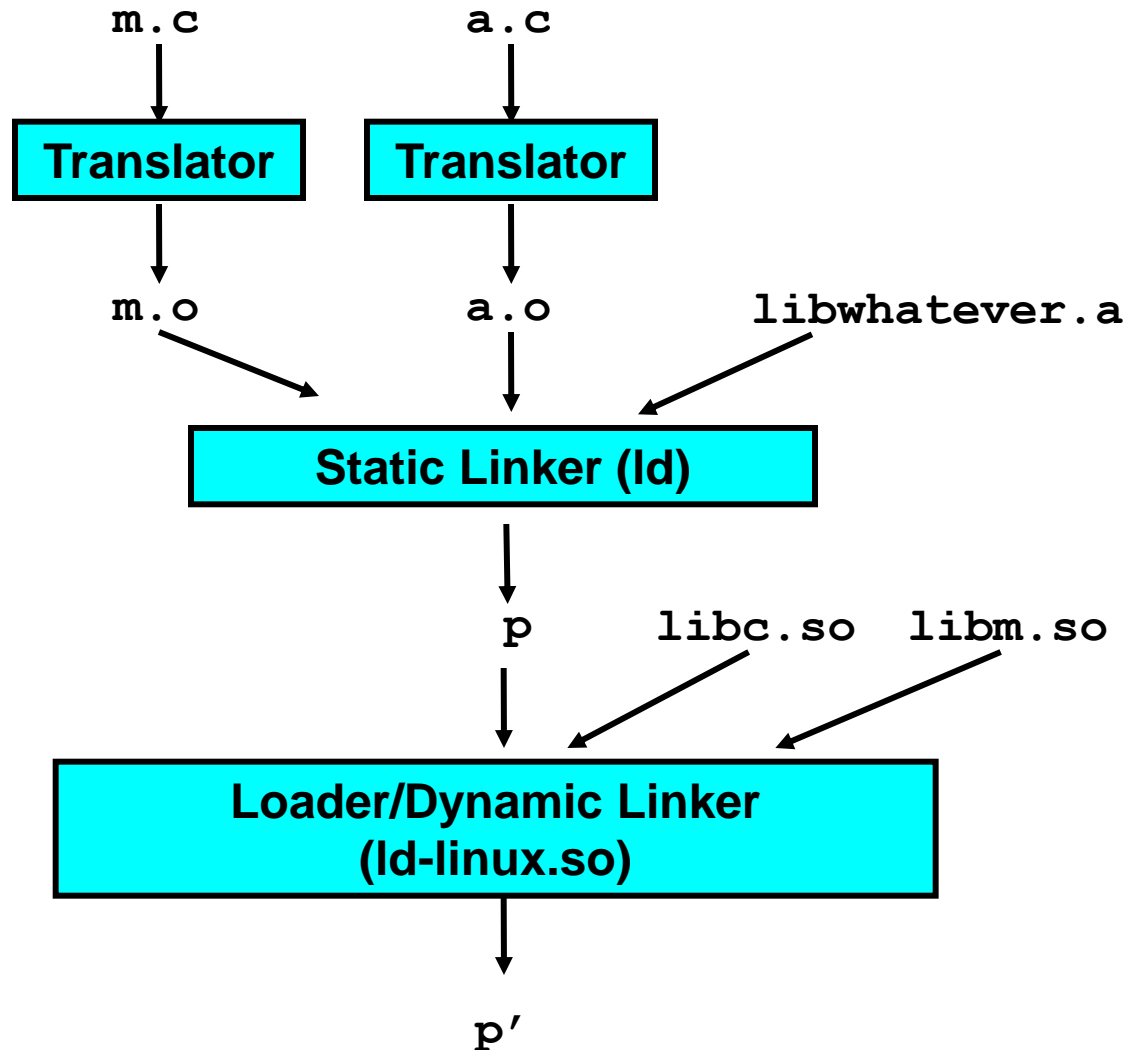 m.c
a.c
Translator
Translator
m.o
a.o
libwhatever.a
Static Linker (ld)
p
libc.so
libm.so
Loader/Dynamic Linker
(ld-linux.so)
p′